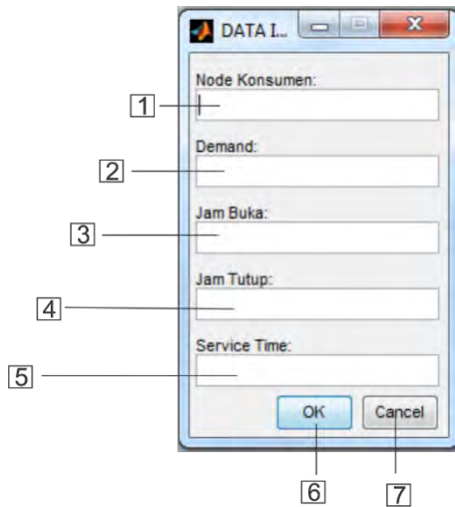 DATA I...
Node Konsumen:
1
Demand:
2
Jam Buka:
3
Jam Tutup:
4
Service Time:
5
OK Cancel
6 7